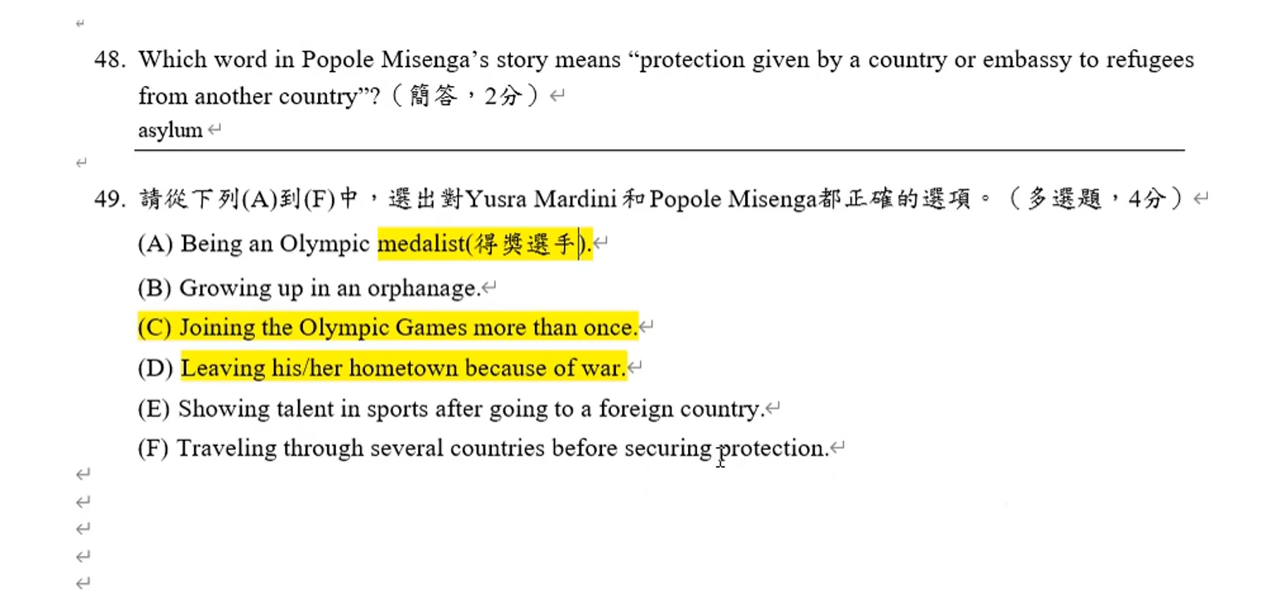 48. Which word in Popole Misenga’s story means “protection given by a country or embassy to refugees
from another country”?（簡答，2分）
asylum
49. 請從下列(A)到(F)中，選出對Yusra Mardini和Popole Misenga都正確的選項。（多選題，4分）
(A) Being an Olympic medalist(得獎選手).
(B) Growing up in an orphanage.
(C) Joining the Olympic Games more than once.
(D) Leaving his/her hometown because of war.
(E) Showing talent in sports after going to a foreign country.
(F) Traveling through several countries before securing protection.